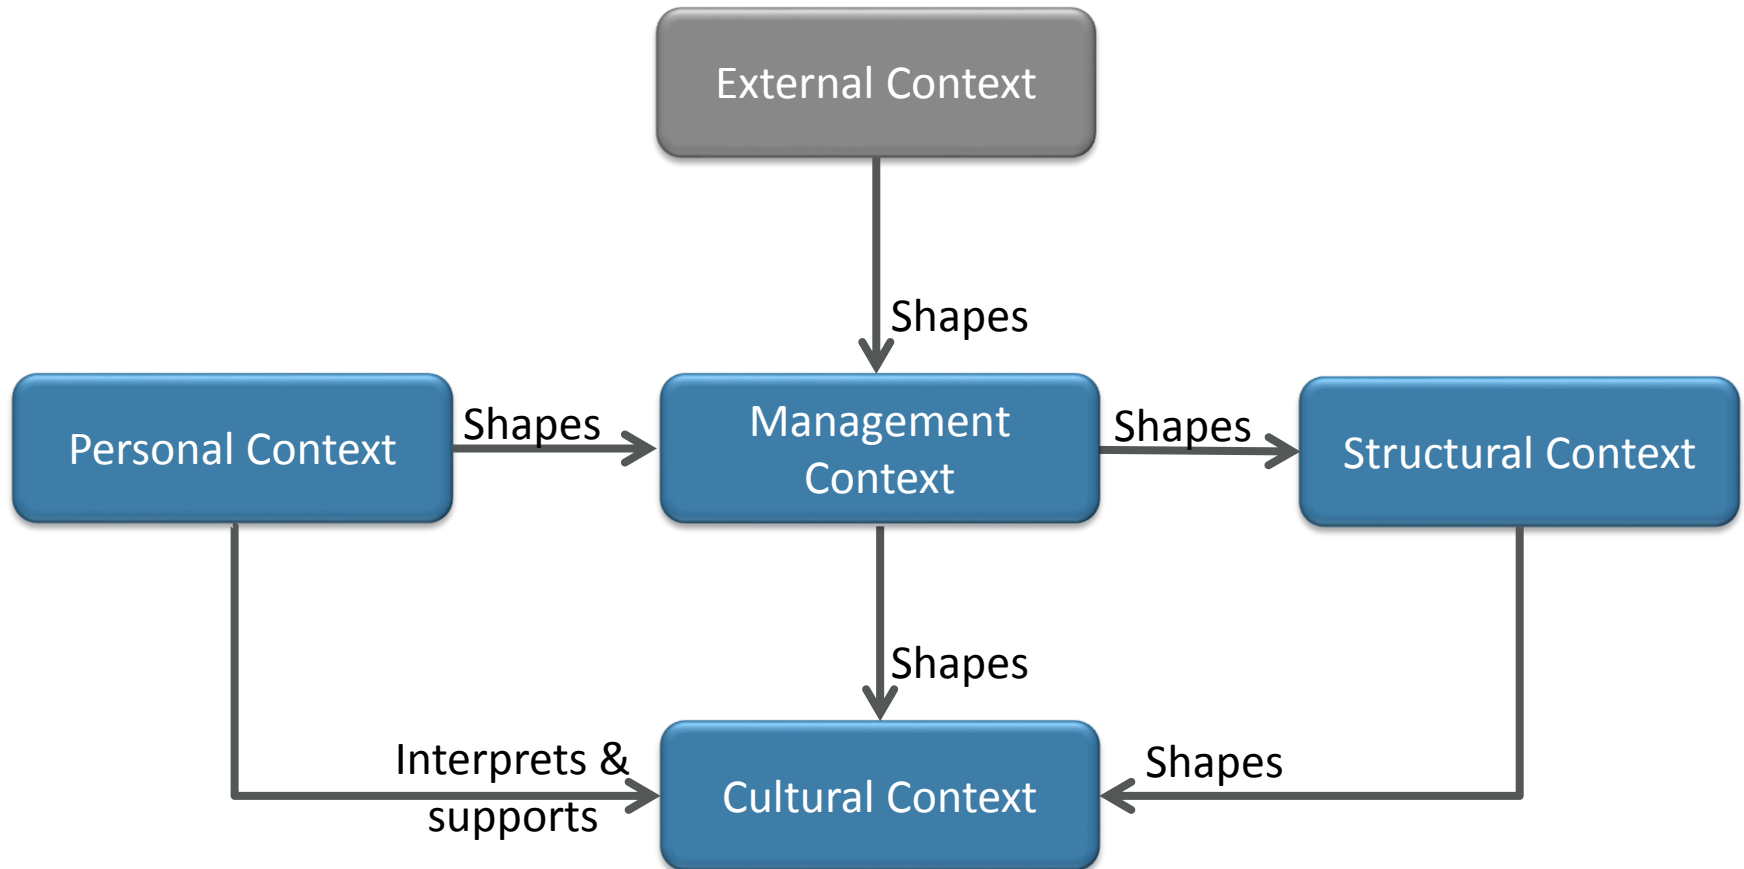 External Context
Shapes
Personal Context
Shapes
Management
Context
Shapes
Structural Context
Shapes
Interprets &
supports
Cultural Context
Shapes